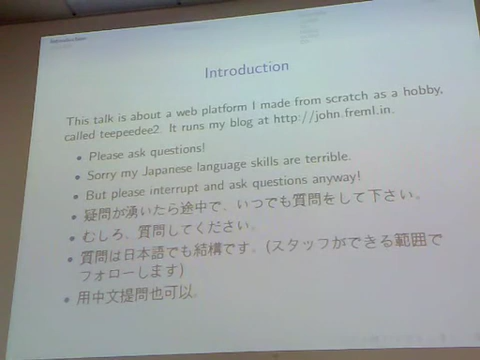 Introduction
This talk is about a web platform I made from scratch as a hobby,
called teepeedee2. It runs my blog at http://john.freml.in.
• Please ask questions!
• Sorry my Japanese language skills are terrible.
• But please interrupt and ask questions anyway!
• 疑問が湧いたら途中で、いつでも質問をして下さい。
• むしろ、質問してください。
• 質問は日本語でも結構です。(スタッフができる範囲で
フォローします)
• 用中文提問也可以.